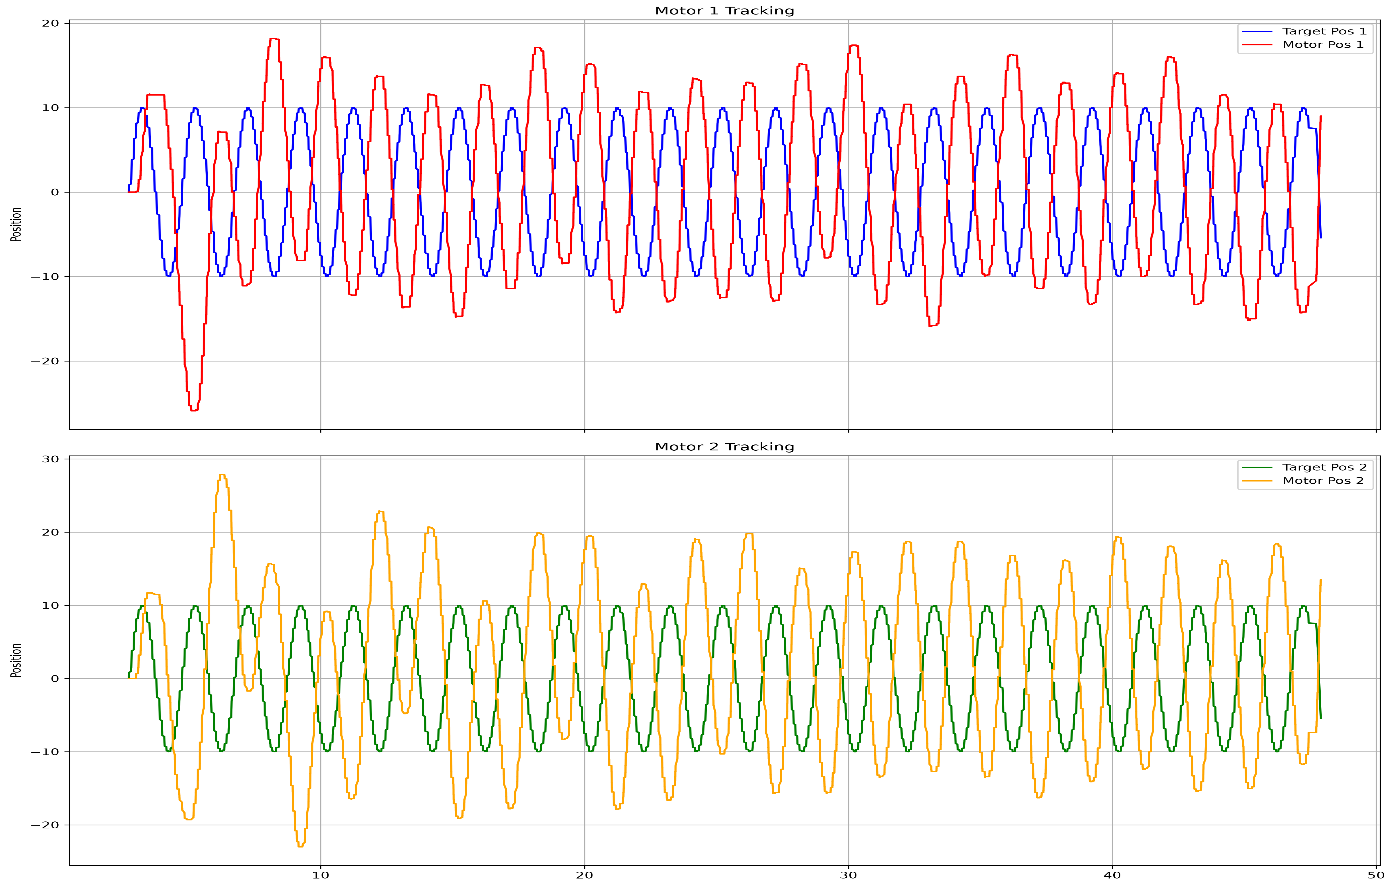 Motor 1 Tracking
20
10
0
−10
−20
Position
Target Pos 1
Motor Pos 1
Motor 2 Tracking
30
20
10
0
−10
−20
Position
Target Pos 2
Motor Pos 2
10
20
30
40
50